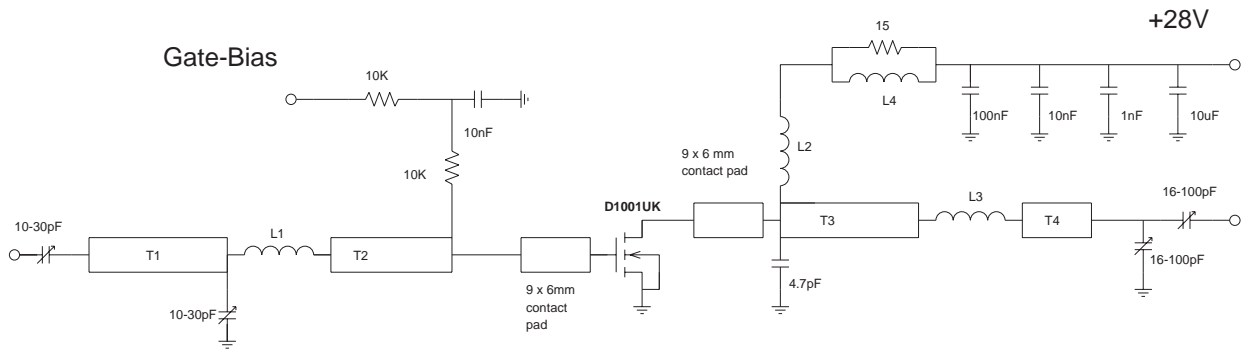 +28V
Gate-Bias
15
10K
L4
100nF
10nF
1nF
10uF
10nF
L2
9 x 6 mm
contact pad
10K
D1001UK
L3
16-100pF
10-30pF
L1
T3
T4
T1
T2
16-100pF
4.7pF
9 x 6mm
contact
pad
10-30pF